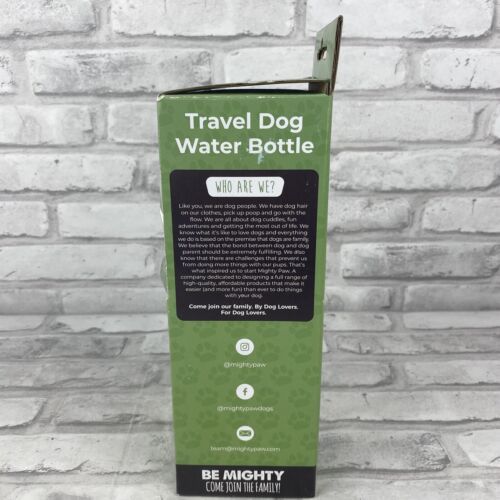 Travel Dog
Water Bottle
WHO ARE WE?
Like you, we are dog people. We have dog hair
on our clothes, pick up poop and go with the
flow. We are all about dog cuddles, fun
adventures and getting the most out of life. We
know what it's like to love dogs and everything
we do is based on the premise that dogs are family.
We believe that the bond between dog and dog
parent should be extremely fulfilling. We also
know that there are challenges that prevent us
from doing more things with our pups. That's
what inspired us to start Mighty Paw. A
company dedicated to designing a full range of
high-quality, affordable products that make it
easier (and more fun) than ever to do things
with your dog.
Come join our family. By Dog Lovers.
For Dog Lovers.
@mightypaw
@mightypawdogs
team@mightypaw.com
BE MIGHTY
COME JOIN THE FAMILY!